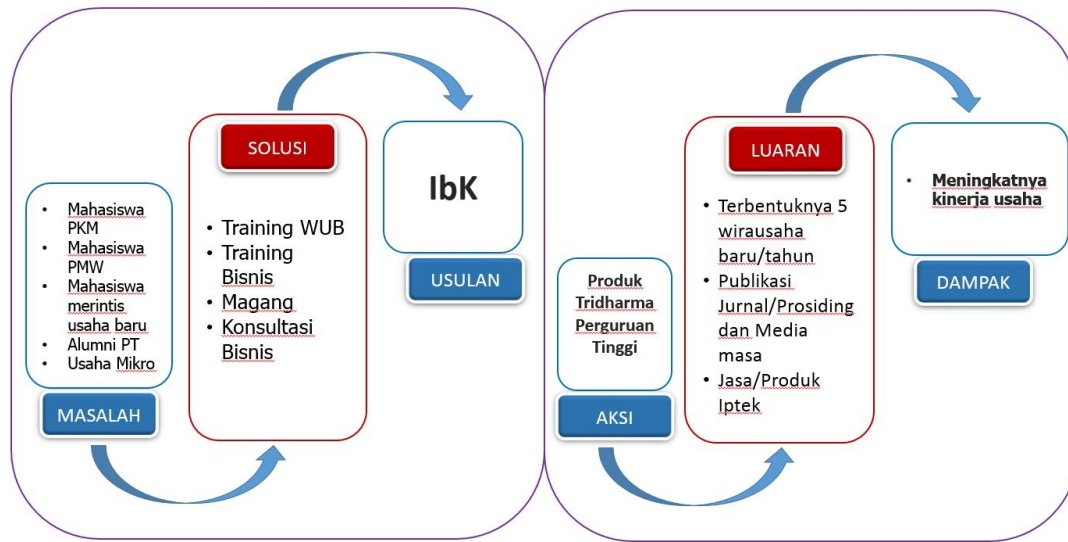 • Mahasiswa
PKM
• Mahasiswa
PMW
• Mahasiswa
merintis
usaha baru
• Alumni PT
• Usaha Mikro
MASALAH
SOLUSI
• Training WUB
• Training
Bisnis
• Magang
• Konsultasi
Bisnis
IbK
USULAN
Produk
Tridharma
Perguruan
Tinggi
AKSI
LUARAN
• Terbentuknya 5
wirausaha
baru/tahun
• Publikasi
Jurnal/Prosiding
dan Media
masa
• Jasa/Produk
Iptek
• Meningkatnya
kinerja usaha
DAMPAK